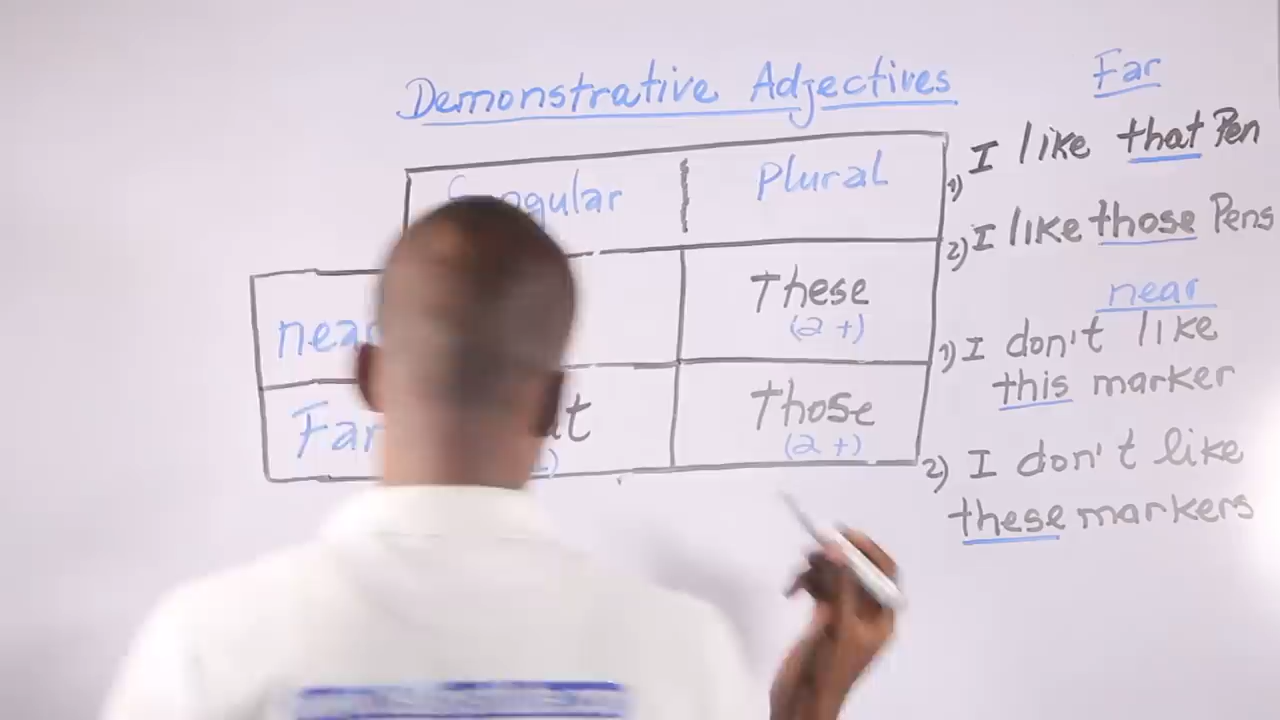 Demonstrative Adjectives
Plural
These
(2 +)
Far
Those
(2 +)
Far
1) I like that Pen
2) I like those Pens
near
1) I don't like
this marker
2) I don't like
these markers